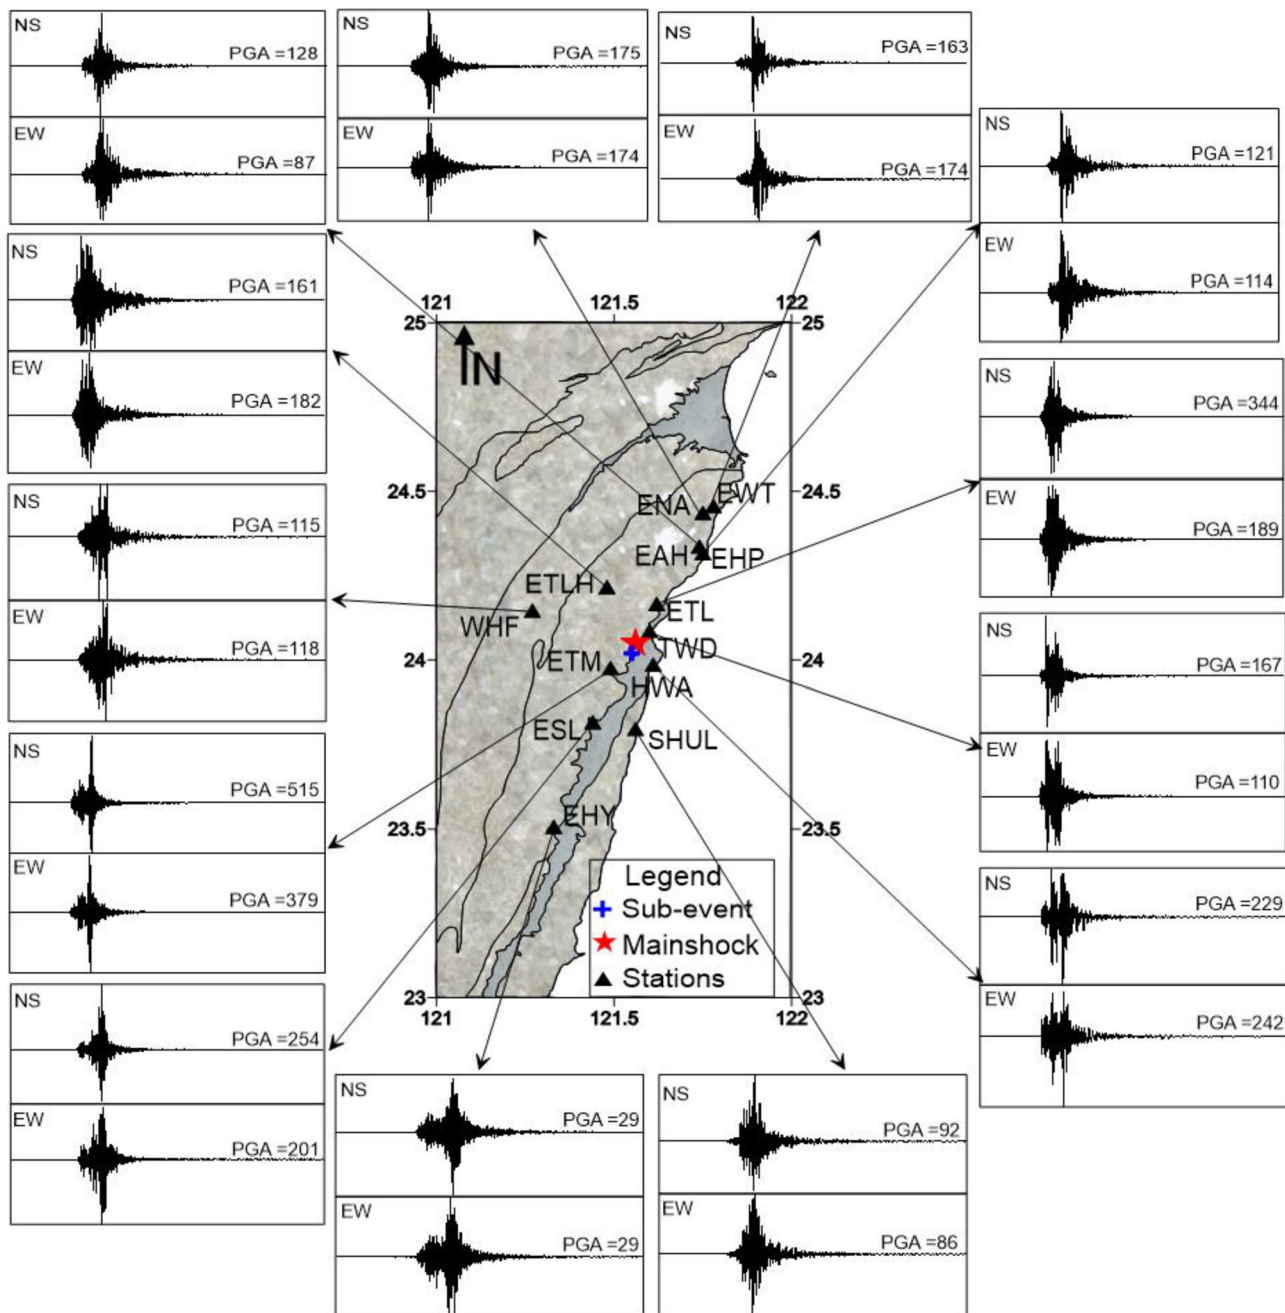 NS
PGA =128
EW
PGA =87
NS
PGA =175
EW
PGA =174
NS
PGA =163
EW
PGA =174
NS
PGA =121
EW
PGA =114
NS
PGA =161
EW
PGA =182
NS
PGA =344
EW
PGA =189
NS
PGA =115
EW
PGA =118
NS
PGA =167
EW
PGA =110
NS
PGA =515
EW
PGA =379
NS
PGA =229
EW
PGA =242
NS
PGA =254
EW
PGA =201
NS
PGA =29
EW
PGA =29
NS
PGA =92
EW
PGA =86
121 121.5 122
25 25
N
24.5 24.5
ENA EWT
EAH EHP
ETLH
ETL
WHF
24 24
ETM TWD
HWA
ESL SHUL
23.5 23.5
EHY
Legend
Sub-event
Mainshock
Stations
23 23
121 121.5 122